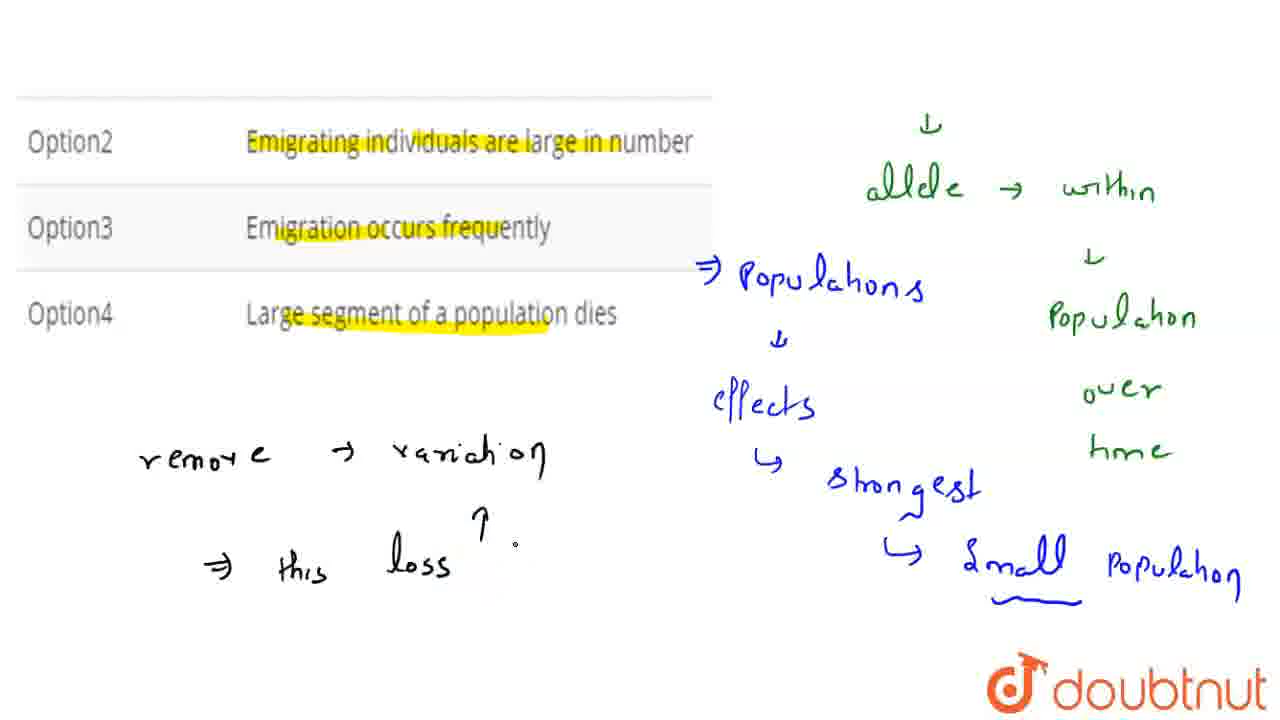 Option2 Emigrating individuals are large in number
Option3 Emigration occurs frequently
Option4 Large segment of a population dies
allele → within
↓
population
over
time
⇒ populations
↓
effects
↳ strongest
↳ small population
remove → variation
⇒ this loss ↑
doubtnut